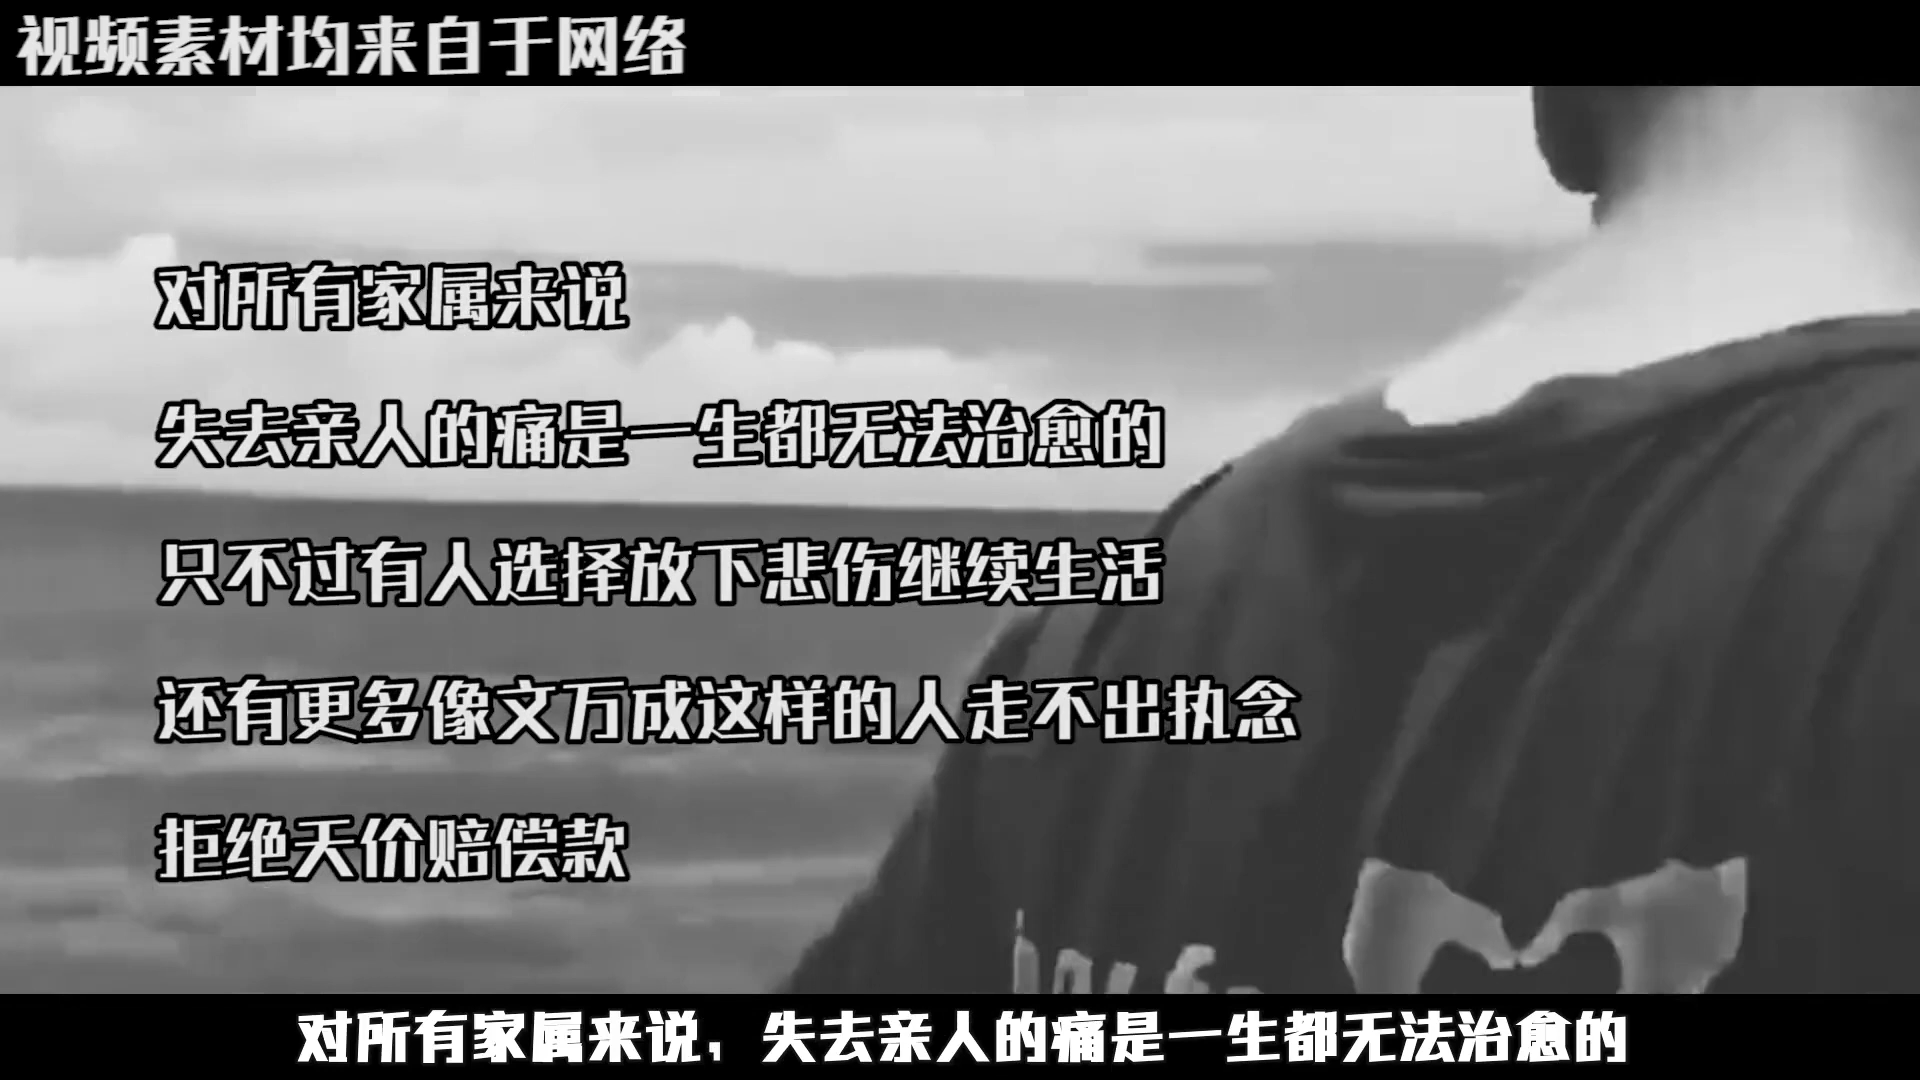 视频素材均来自于网络
对所有家属来说
失去亲人的痛是一生都无法治愈的
只不过有人选择放下悲伤继续生活
还有更多像文万成这样的人走不出执念
拒绝天价赔偿款
对所有家属来说，失去亲人的痛是一生都无法治愈的